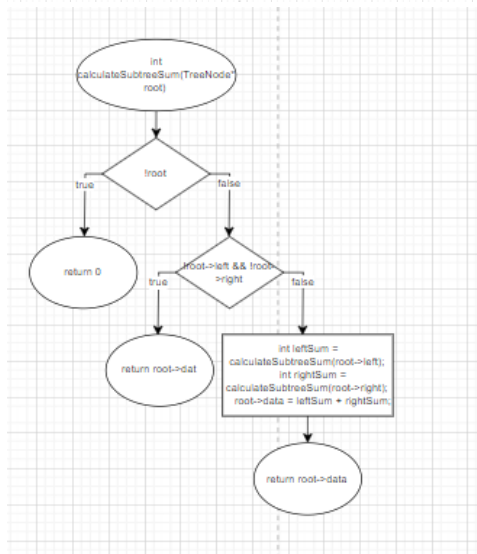 int
calculateSubtreeSum(TreeNode*
root)
!root
true
false
return 0
!root->left && !root-
>right
true
false
return root->dat
int leftSum =
calculateSubtreeSum(root->left);
int rightSum =
calculateSubtreeSum(root->right);
root->data = leftSum + rightSum;
return root->data